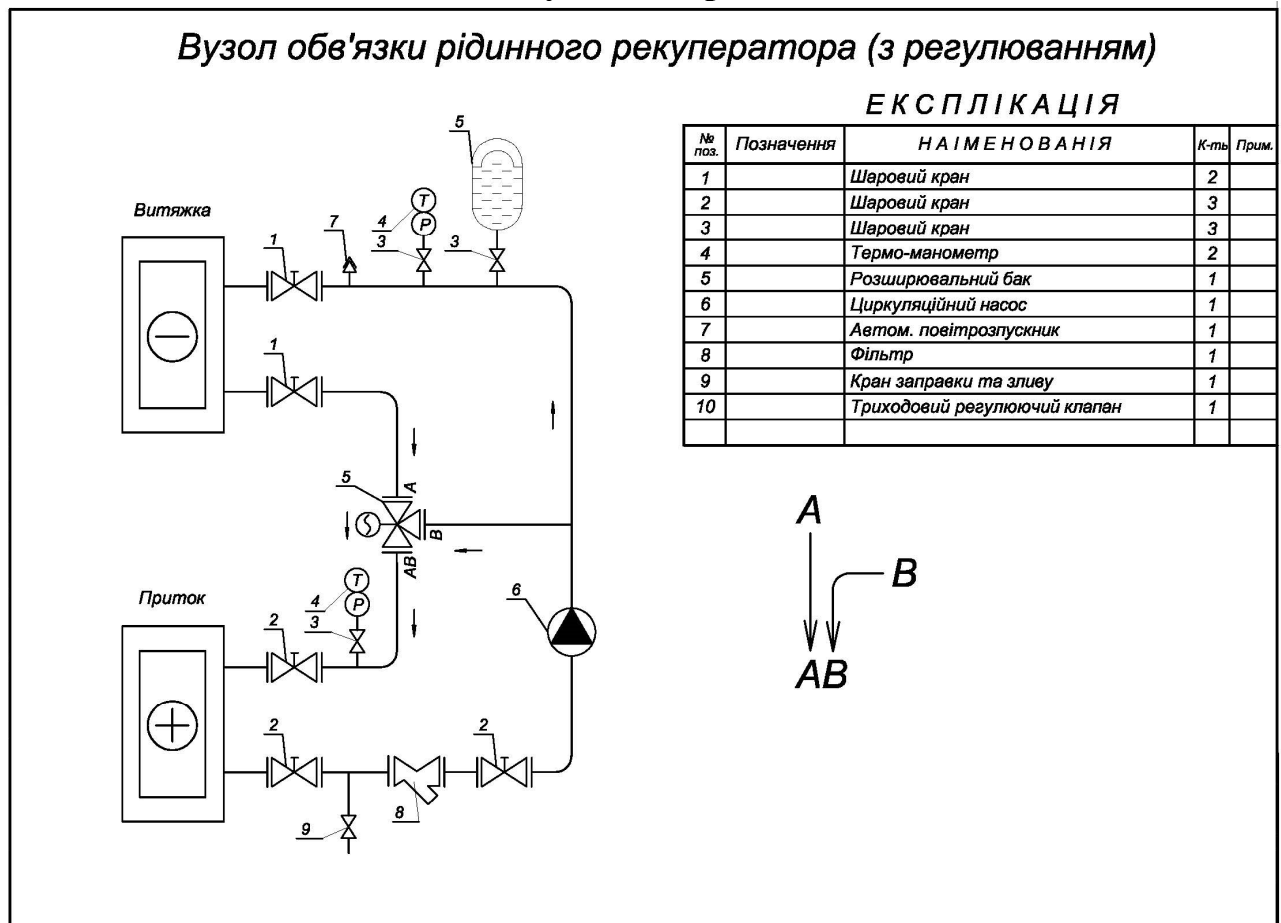 Вузол обв'язки рідинного рекуператора (з регулюванням)
ЕКСПЛІКАЦІЯ
№ поз. Позначення НАІМЕНОВАНІЯ К-ть Прим.
1 Шаровий кран 2
2 Шаровий кран 3
3 Шаровий кран 3
4 Термо-манометр 2
5 Розширювальний бак 1
6 Циркуляційний насос 1
7 Автом. повітрозпускник 1
8 Фільтр 1
9 Кран заправки та зливу 1
10 Триходовий регулюючий клапан 1
5
Витяжка
4
T
P
7
3
3
1
1
5
A
B
AB
A
B
AB
Приток
4
T
P
3
2
6
2
2
8
9